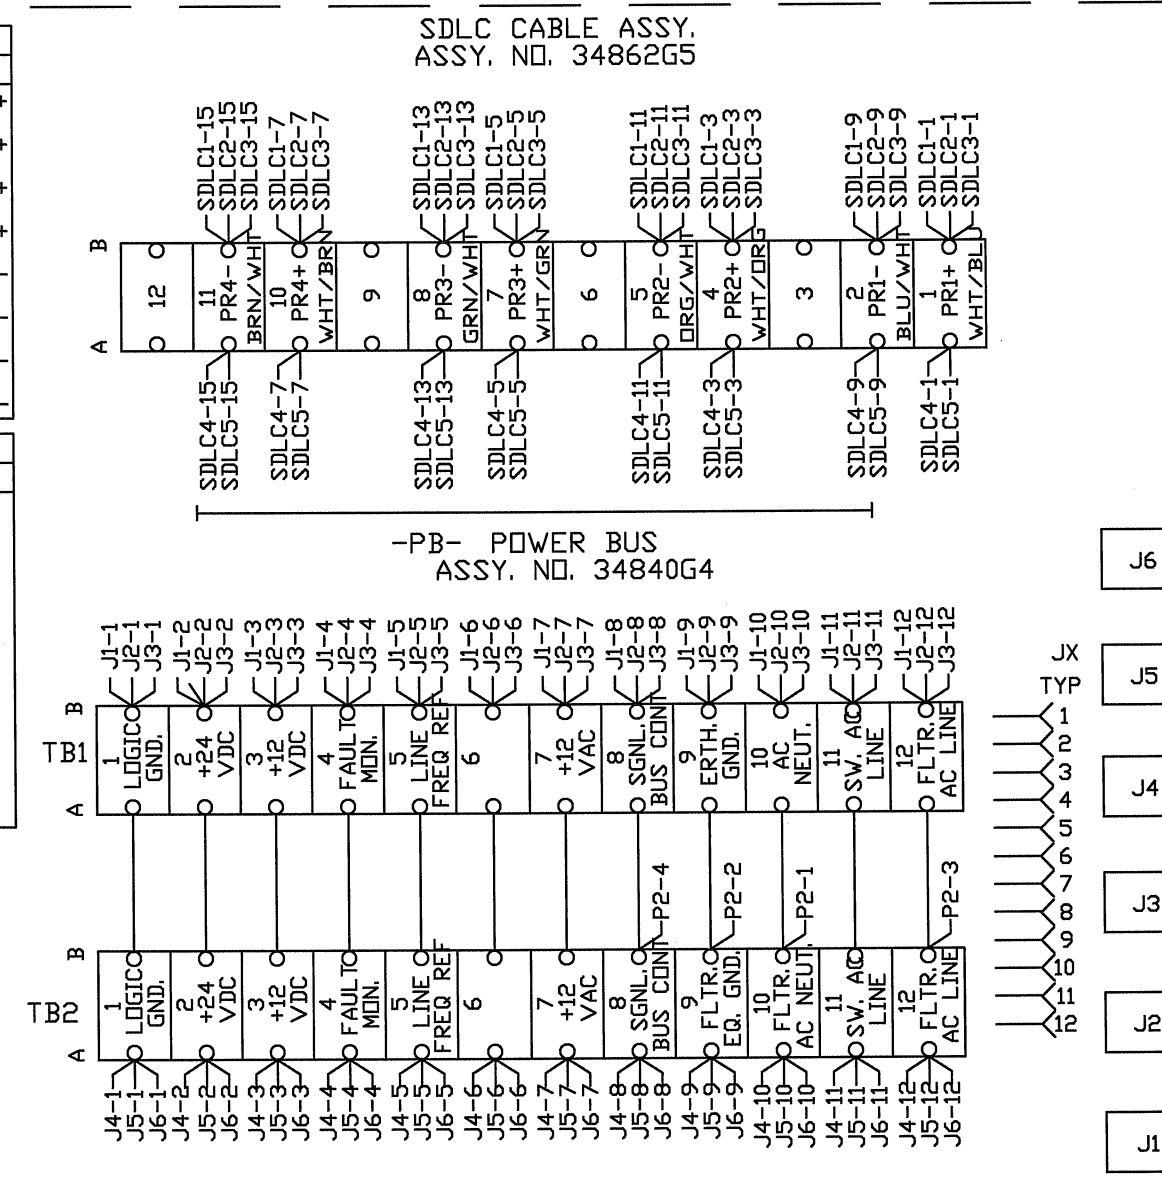 SDLC CABLE ASSY.
ASSY. NO. 34862G5
SDLC1-15
SDLC2-15
SDLC3-15
SDLC1-7
SDLC2-7
SDLC3-7
SDLC1-13
SDLC2-13
SDLC3-13
SDLC1-5
SDLC2-5
SDLC3-5
SDLC1-11
SDLC2-11
SDLC3-11
SDLC1-3
SDLC2-3
SDLC3-3
SDLC1-9
SDLC2-9
SDLC3-9
SDLC1-1
SDLC2-1
SDLC3-1
B
A
12
11
PR4-
BRN/WHT
10
PR4+
WHT/BRN
9
8
PR3-
GRN/WHT
7
PR3+
WHT/GRN
6
5
PR2-
ORG/WHT
4
PR2+
WHT/ORG
3
2
PR1-
BLU/WHT
1
PR1+
WHT/BLU
SDLC4-15
SDLC5-15
SDLC4-7
SDLC5-7
SDLC4-13
SDLC5-13
SDLC4-5
SDLC5-5
SDLC4-11
SDLC5-11
SDLC4-3
SDLC5-3
SDLC4-9
SDLC5-9
SDLC4-1
SDLC5-1
-PB- POWER BUS
ASSY. NO. 34840G4
J1-1
J2-1
J3-1
J1-2
J2-2
J3-2
J1-3
J2-3
J3-3
J1-4
J2-4
J3-4
J1-5
J2-5
J3-5
J1-6
J2-6
J3-6
J1-7
J2-7
J3-7
J1-8
J2-8
J3-8
J1-9
J2-9
J3-9
J1-10
J2-10
J3-10
J1-11
J2-11
J3-11
J1-12
J2-12
J3-12
TB1
B
A
1
LOGIC
GND.
2
+24
VDC
3
+12
VDC
4
FAULT
MON.
5
LINE
FREQ REF
6
7
+12
VAC
8
SGNL.
BUS CONT
9
ERTH.
GND.
10
AC
NEUT.
11
SW. AC
LINE
12
FLTR.
AC LINE
P2-4
P2-2
P2-1
P2-3
TB2
B
A
1
LOGIC
GND.
2
+24
VDC
3
+12
VDC
4
FAULT
MON.
5
LINE
FREQ REF
6
7
+12
VAC
8
SGNL.
BUS CONT
9
FLTR.
EQ. GND.
10
FLTR.
AC NEUT.
11
SW. AC
LINE
12
FLTR.
AC LINE
J4-1
J5-1
J6-1
J4-2
J5-2
J6-2
J4-3
J5-3
J6-3
J4-4
J5-4
J6-4
J4-5
J5-5
J6-5
J4-6
J5-6
J6-6
J4-7
J5-7
J6-7
J4-8
J5-8
J6-8
J4-9
J5-9
J6-9
J4-10
J5-10
J6-10
J4-11
J5-11
J6-11
J4-12
J5-12
J6-12
JX
TYP
1
2
3
4
5
6
7
8
9
10
11
12
J6
J5
J4
J3
J2
J1